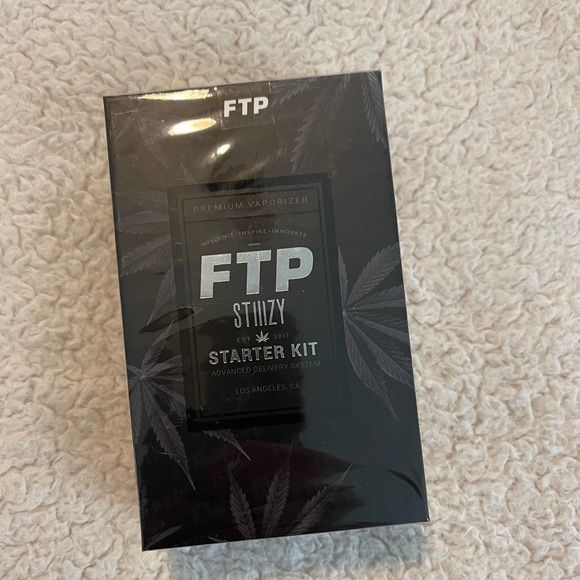 FTP
PREMIUM VAPORIZER
INFLUENCE•INSPIRE•INNOVATE
FTP
STIIIZY
EST 2017
STARTER KIT
ADVANCED DELIVERY SYSTEM
LOS ANGELES, CA